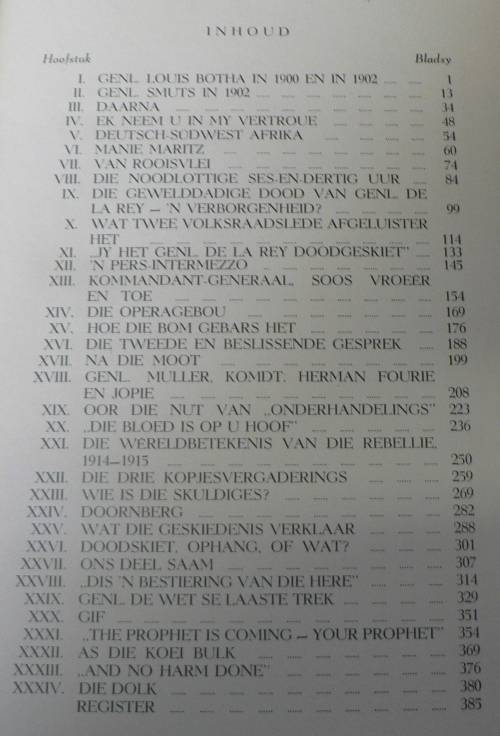 INHOUD
Hoofstuk Bladsy
I. GENL. LOUIS BOTHA IN 1900 EN IN 1902 1
II. GENL. SMUTS IN 1902 13
III. DAARNA 34
IV. EK NEEM U IN MY VERTROUE 48
V. DEUTSCH-SÜDWEST AFRIKA 54
VI. MANIE MARITZ 60
VII. VAN ROOISVLEI 74
VIII. DIE NOODLOTTIGE SES-EN-DERTIG UUR 84
IX. DIE GEWELDDADIGE DOOD VAN GENL. DE
LA REY — 'N VERBORGENHEID? 99
X. WAT TWEE VOLKSRAADSLEDE AFGELUISTER
HET 114
XI. „JY HET GENL. DE LA REY DOODGESKIET” 133
XII. 'N PERS-INTERMEZZO 145
XIII. KOMMANDANT-GENERAAL, SOOS VROEËR
EN TOE 154
XIV. DIE OPERAGEBOU 169
XV. HOE DIE BOM GEBARS HET 176
XVI. DIE TWEEDE EN BESLISSENDE GESPREK 188
XVII. NA DIE MOOT 199
XVIII. GENL. MULLER, KOMDT. HERMAN FOURIE
EN JOPIE 208
XIX. OOR DIE NUT VAN „ONDERHANDELINGS” 223
XX. „DIE BLOED IS OP U HOOF” 236
XXI. DIE WÊRELDBETEKENIS VAN DIE REBELLIE,
1914—1915 250
XXII. DIE DRIE KOPJESVERGADERINGS 259
XXIII. WIE IS DIE SKULDIGES? 269
XXIV. DOORNBERG 282
XXV. WAT DIE GESKIEDENIS VERKLAAR 288
XXVI. DOODSKIET, OPHANG, OF WAT? 301
XXVII. ONS DEEL SAAM 307
XXVIII. „DIS 'N BESTIERING VAN DIE HERE” 314
XXIX. GENL. DE WET SE LAASTE TREK 329
XXX. GIF 351
XXXI. „THE PROPHET IS COMING — YOUR PROPHET” 354
XXXII. AS DIE KOEI BULK 369
XXXIII. „AND NO HARM DONE” 376
XXXIV. DIE DOLK 380
REGISTER 385